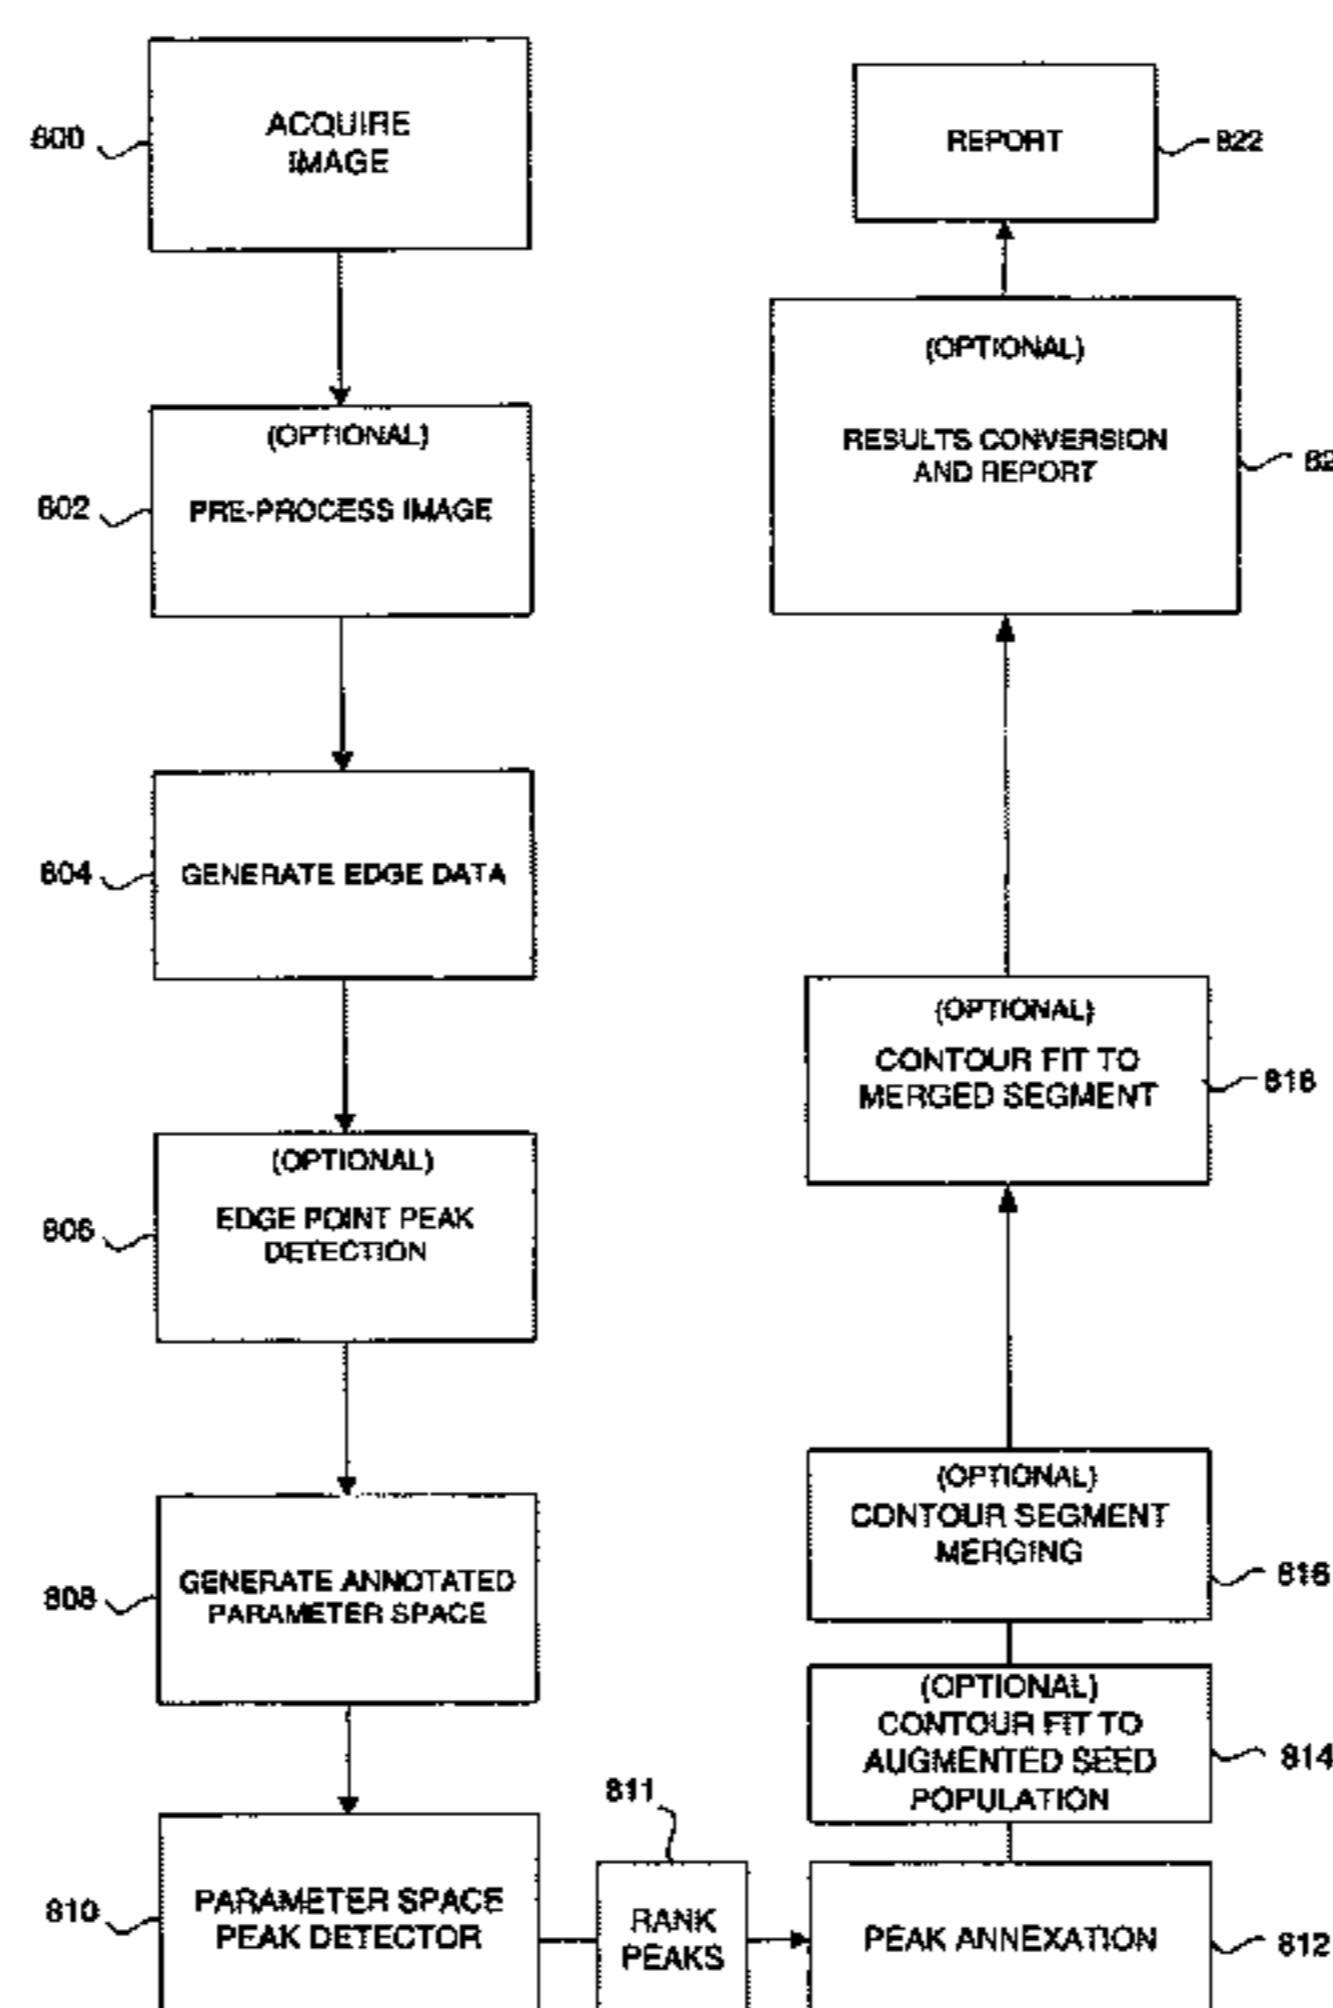 800
ACQUIRE
IMAGE
802
(OPTIONAL)
PRE-PROCESS IMAGE
804
GENERATE EDGE DATA
806
(OPTIONAL)
EDGE POINT PEAK
DETECTION
808
GENERATE ANNOTATED
PARAMETER SPACE
810
PARAMETER SPACE
PEAK DETECTOR
811
RANK
PEAKS
PEAK ANNEXATION
812
(OPTIONAL)
CONTOUR FIT TO
AUGMENTED SEED
POPULATION
814
(OPTIONAL)
CONTOUR SEGMENT
MERGING
816
(OPTIONAL)
CONTOUR FIT TO
MERGED SEGMENT
818
(OPTIONAL)
RESULTS CONVERSION
AND REPORT
82
REPORT
822